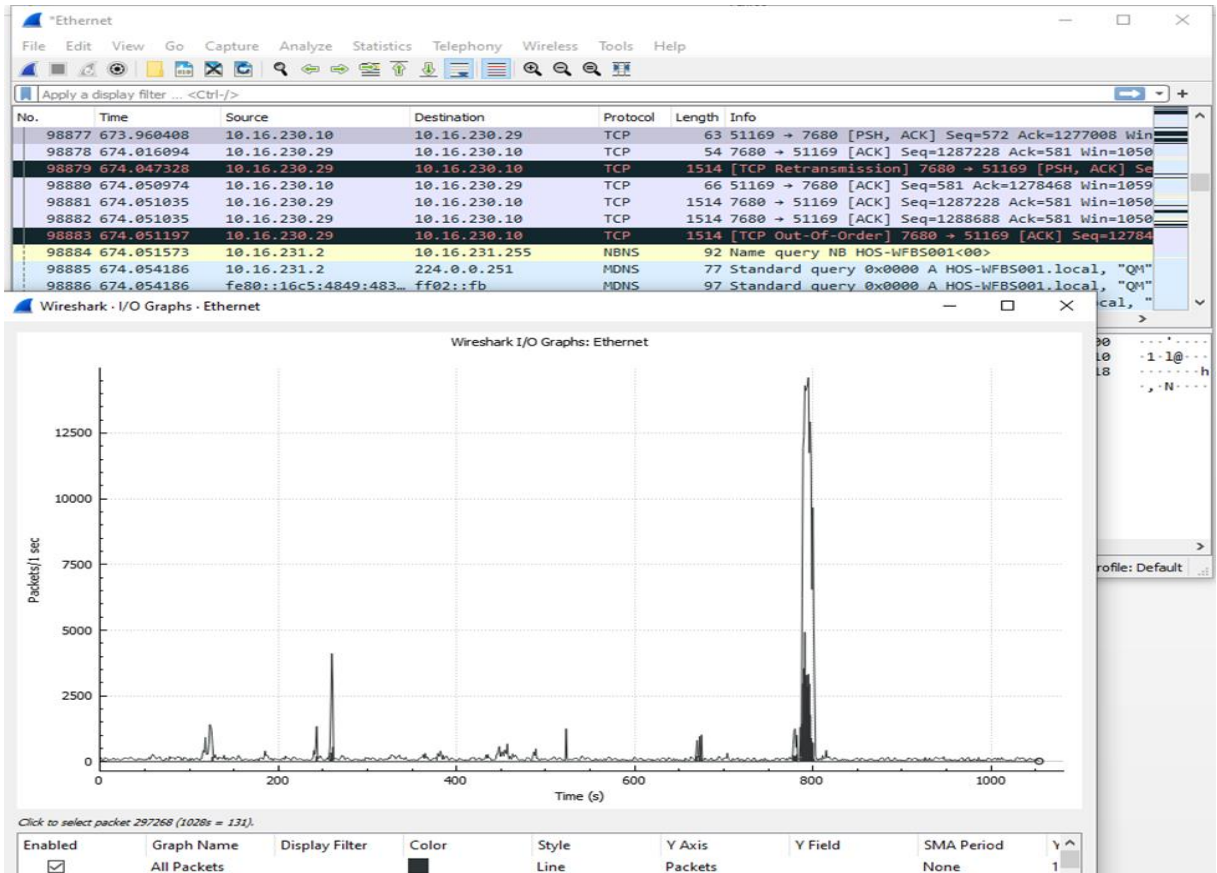 *Ethernet
File Edit View Go Capture Analyze Statistics Telephony Wireless Tools Help
Apply a display filter ... <Ctrl-/>
No. Time Source Destination Protocol Length Info
98877 673.960408 10.16.230.10 10.16.230.29 TCP 63 51169 → 7680 [PSH, ACK] Seq=572 Ack=1277008 Win
98878 674.016094 10.16.230.29 10.16.230.10 TCP 54 7680 → 51169 [ACK] Seq=1287228 Ack=581 Win=1050
98879 674.047328 10.16.230.29 10.16.230.10 TCP 1514 [TCP Retransmission] 7680 → 51169 [PSH, ACK] Se
98880 674.050974 10.16.230.10 10.16.230.29 TCP 66 51169 → 7680 [ACK] Seq=581 Ack=1278468 Win=1059
98881 674.051035 10.16.230.29 10.16.230.10 TCP 1514 7680 → 51169 [ACK] Seq=1287228 Ack=581 Win=1050
98882 674.051035 10.16.230.29 10.16.230.10 TCP 1514 7680 → 51169 [ACK] Seq=1288688 Ack=581 Win=1050
98883 674.051197 10.16.230.29 10.16.230.10 TCP 1514 [TCP Out-Of-Order] 7680 → 51169 [ACK] Seq=12784
98884 674.051573 10.16.231.2 10.16.231.255 NBNS 92 Name query NB HOS-WFBS001<00>
98885 674.054186 10.16.231.2 224.0.0.251 MDNS 77 Standard query 0x0000 A HOS-WFBS001.local, "QM"
98886 674.054186 fe80::16c5:4849:483… ff02::fb MDNS 97 Standard query 0x0000 A HOS-WFBS001.local, "QM"
Wireshark · I/O Graphs · Ethernet
Wireshark I/O Graphs: Ethernet
12500
10000
7500
5000
2500
0
Packets/1 sec
0 200 400 600 800 1000
Time (s)
rofile: Default
Click to select packet 297268 (1028s = 131).
Enabled Graph Name Display Filter Color Style Y Axis Y Field SMA Period Y
All Packets Line Packets None 1